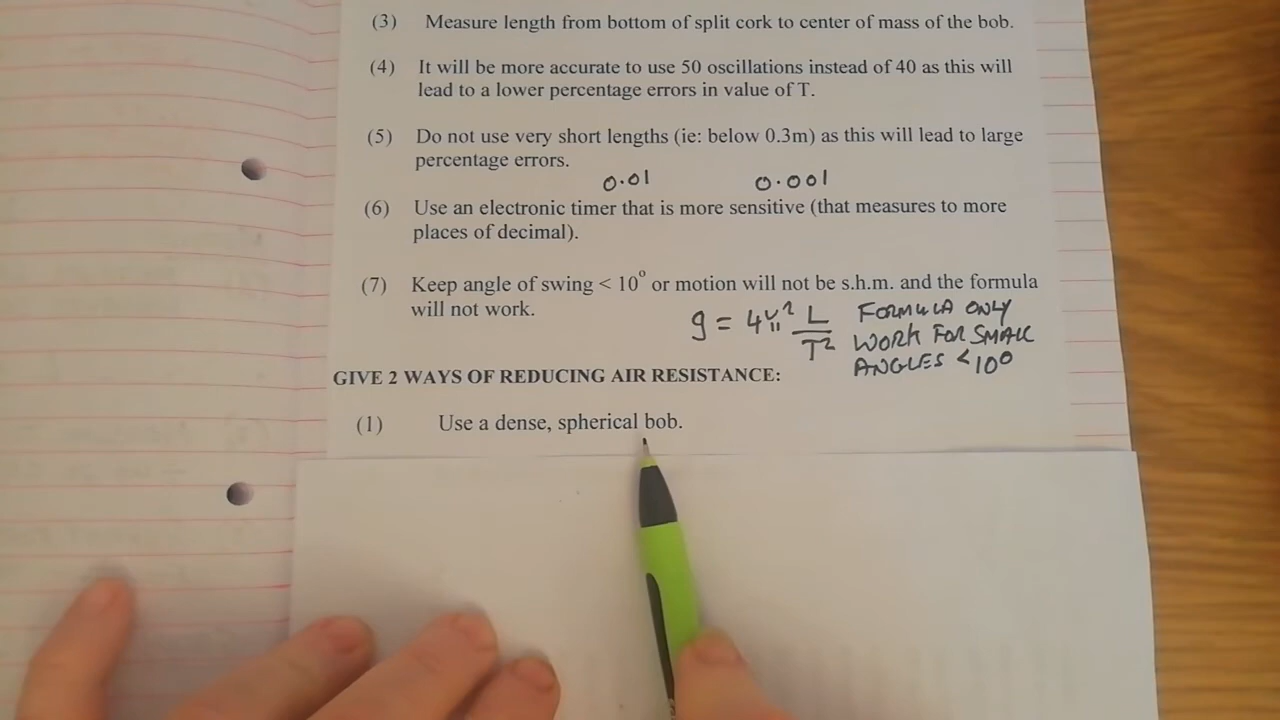 (3) Measure length from bottom of split cork to center of mass of the bob.
(4) It will be more accurate to use 50 oscillations instead of 40 as this will
lead to a lower percentage errors in value of T.
(5) Do not use very short lengths (ie: below 0.3m) as this will lead to large
percentage errors.
0.01 0.001
(6) Use an electronic timer that is more sensitive (that measures to more
places of decimal).
(7) Keep angle of swing < 10° or motion will not be s.h.m. and the formula
will not work.
g = 4π² L/T² FORMULA ONLY
WORK FOR SMALL
ANGLES < 10°
GIVE 2 WAYS OF REDUCING AIR RESISTANCE:
(1) Use a dense, spherical bob.